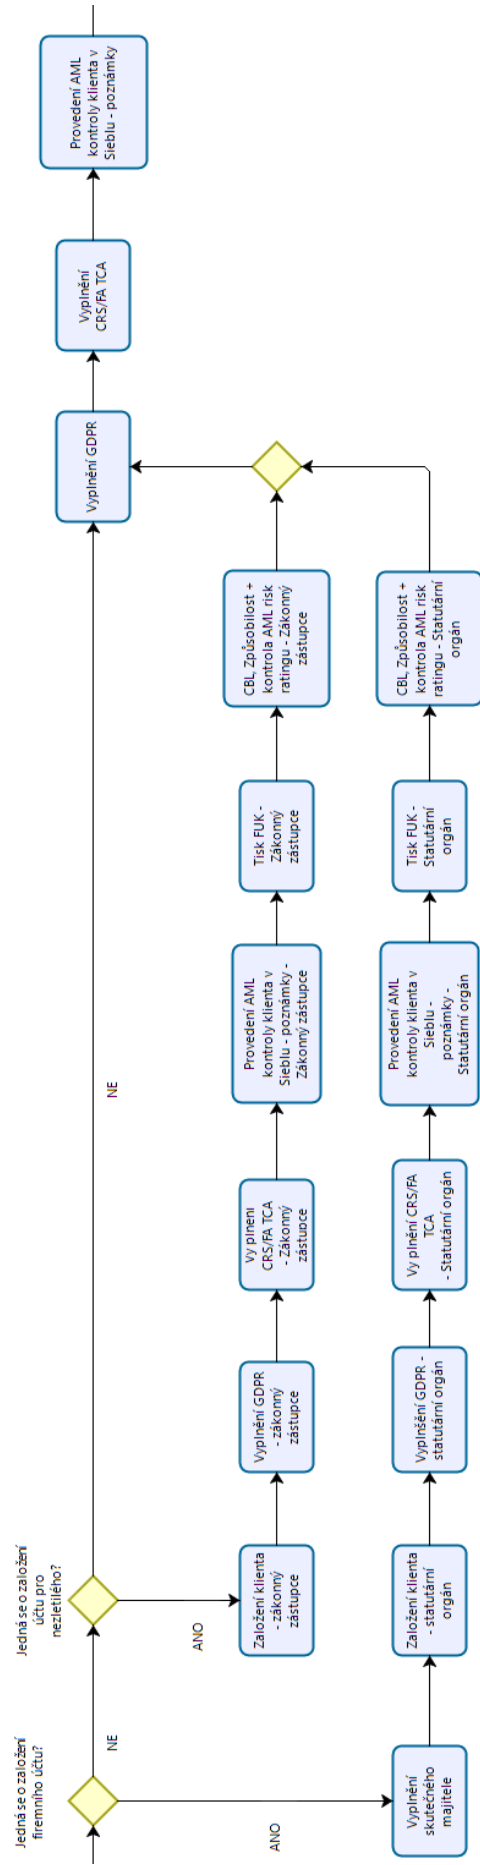 Jedná se o založení
firemního účtu?
NE
ANO
Jedná se o založení
účtu pro
nezletilého?
NE
ANO
Vyplnění GDPR
Vyplnění
CRS/FA TCA
Provedení AML
kontroly klienta v
Sieblu - poznámky
Založení klienta
- zákonný
zástupce
Vyplnění GDPR
- zákonný
zástupce
Vy plnení
CRS/FA TCA
- Zákonný
zástupce
Provedení AML
kontroly klienta v
Sieblu - poznámky -
Zákonný zástupce
Tisk FUK -
Zákonný
zástupce
CBL, Způsobilost +
kontrola AML risk
ratingu - Zákonný
zástupce
Vyplnění
skutečného
majitele
Založení klienta
- statutární
orgán
Vyplnšění GDPR -
statutární orgán
Vy plnění CRS/FA
TCA
- Statutární orgán
Provedení AML
kontroly klienta v
Sieblu -
poznámky -
Statutární orgán
Tisk FUK -
Statutární
orgán
CBL, Způsobilost +
kontrola AML risk
ratingu - Statutární
orgán